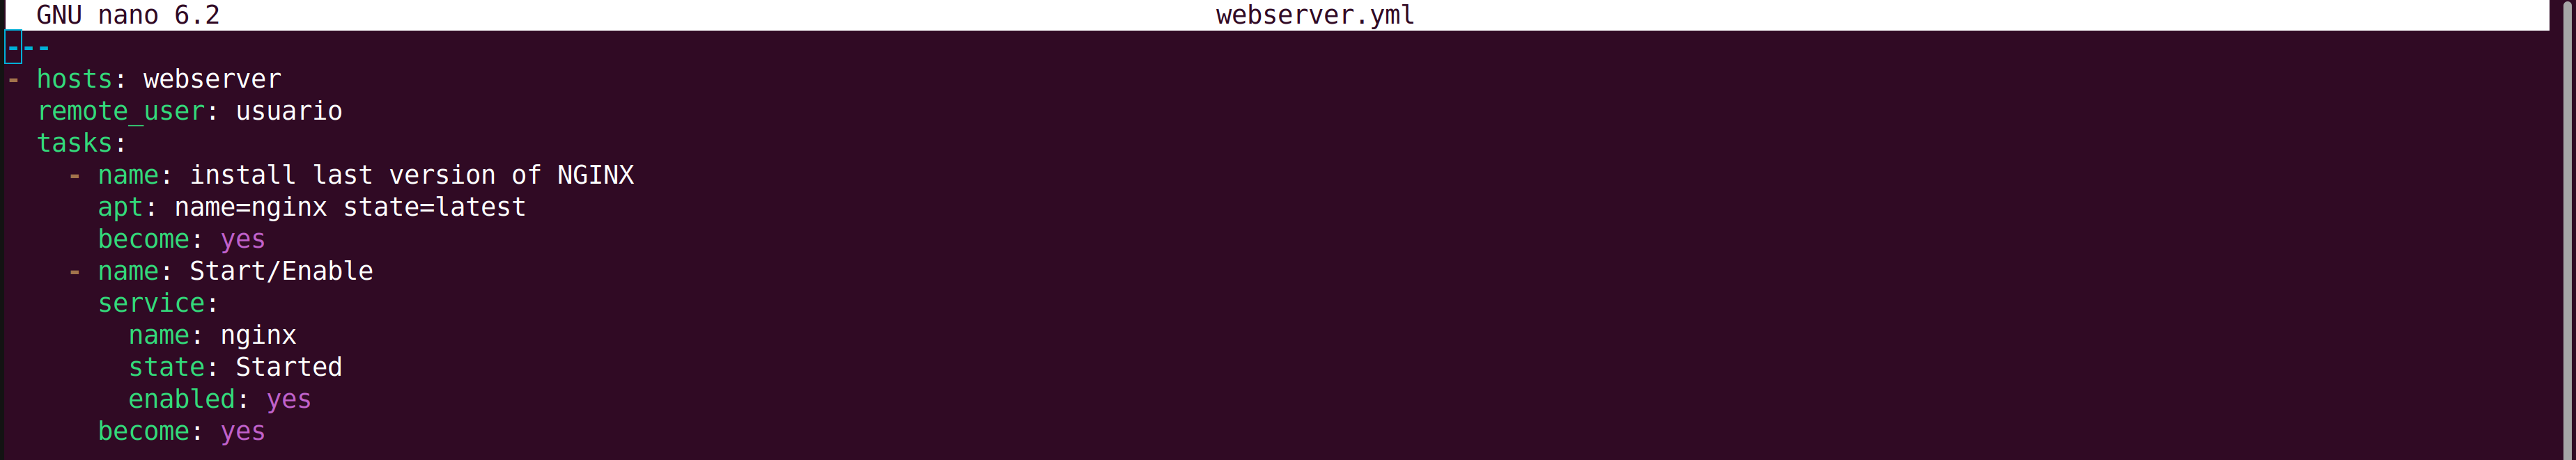 GNU nano 6.2 webserver.yml
---
- hosts: webserver
  remote_user: usuario
  tasks:
    - name: install last version of NGINX
      apt: name=nginx state=latest
      become: yes
    - name: Start/Enable
      service:
        name: nginx
        state: Started
        enabled: yes
      become: yes